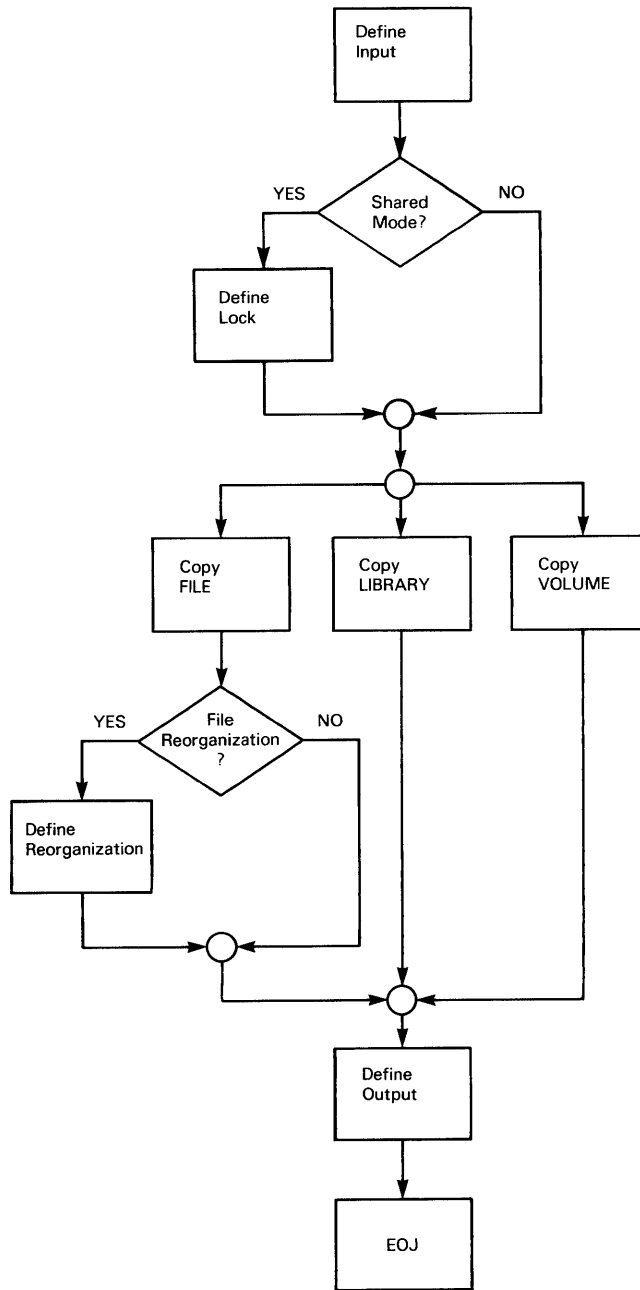 Define
Input
YES
Shared
Mode?
NO
Define
Lock
Copy
FILE
Copy
LIBRARY
Copy
VOLUME
YES
File
Reorganization
?
NO
Define
Reorganization
Define
Output
EOJ